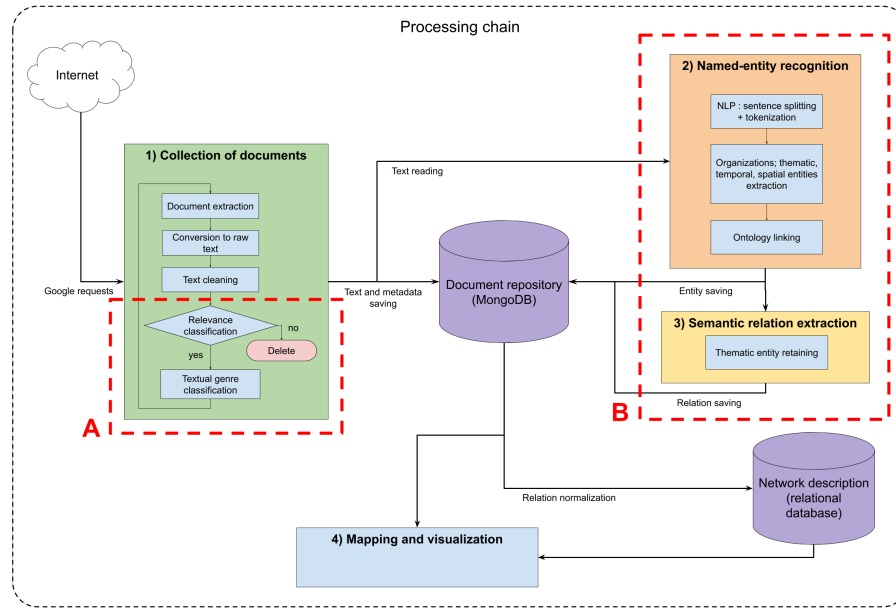 Processing chain
Internet
Google requests
1) Collection of documents
Document extraction
Conversion to raw
text
Text cleaning
Relevance
classification
no
Delete
yes
Textual genre
classification
A
Text reading
Text and metadata
saving
Document repository
(MongoDB)
2) Named-entity recognition
NLP : sentence splitting
+ tokenization
Organizations; thematic,
temporal, spatial entities
extraction
Ontology linking
Entity saving
3) Semantic relation extraction
Thematic entity retaining
Relation saving
B
Relation normalization
Network description
(relational
database)
4) Mapping and visualization